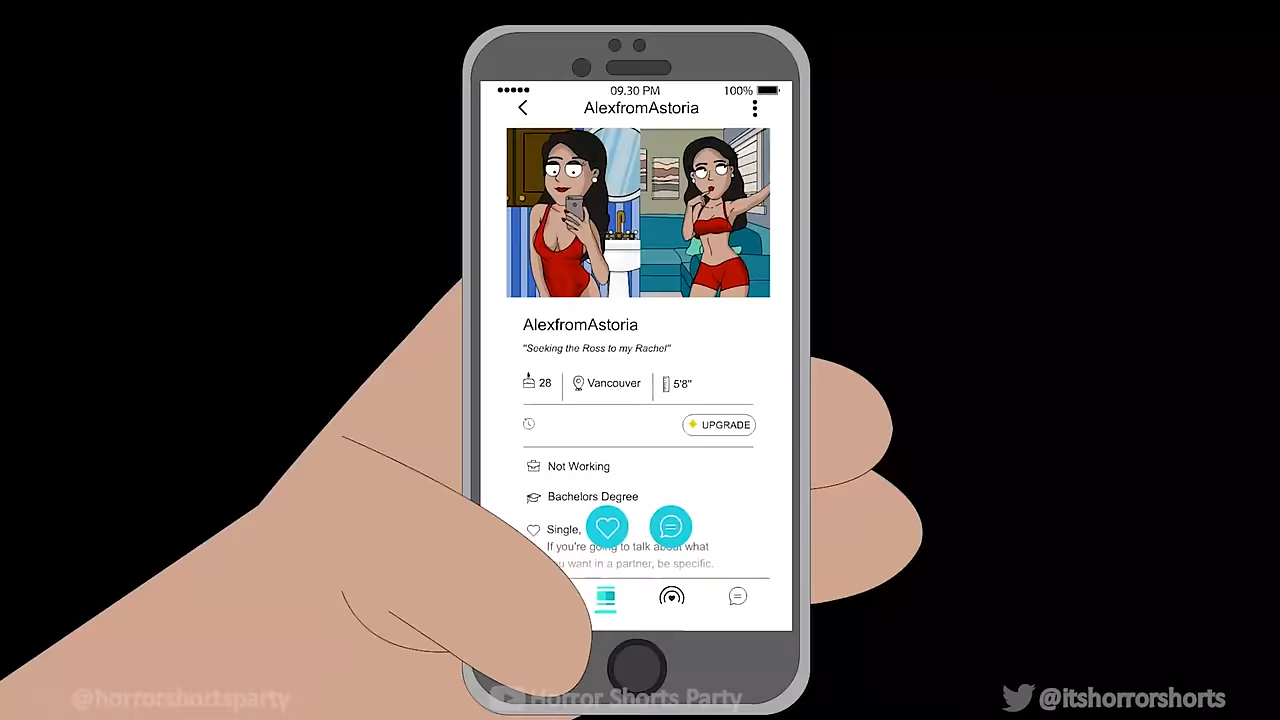 09.30 PM 100%
AlexfromAstoria
AlexfromAstoria
"Seeking the Ross to my Rachel"
28 Vancouver 5'8"
UPGRADE
Not Working
Bachelors Degree
Single,
If you're going to talk about what
you want in a partner, be specific.
@horrorshortsparty Horror Shorts Party @itshorrorshorts